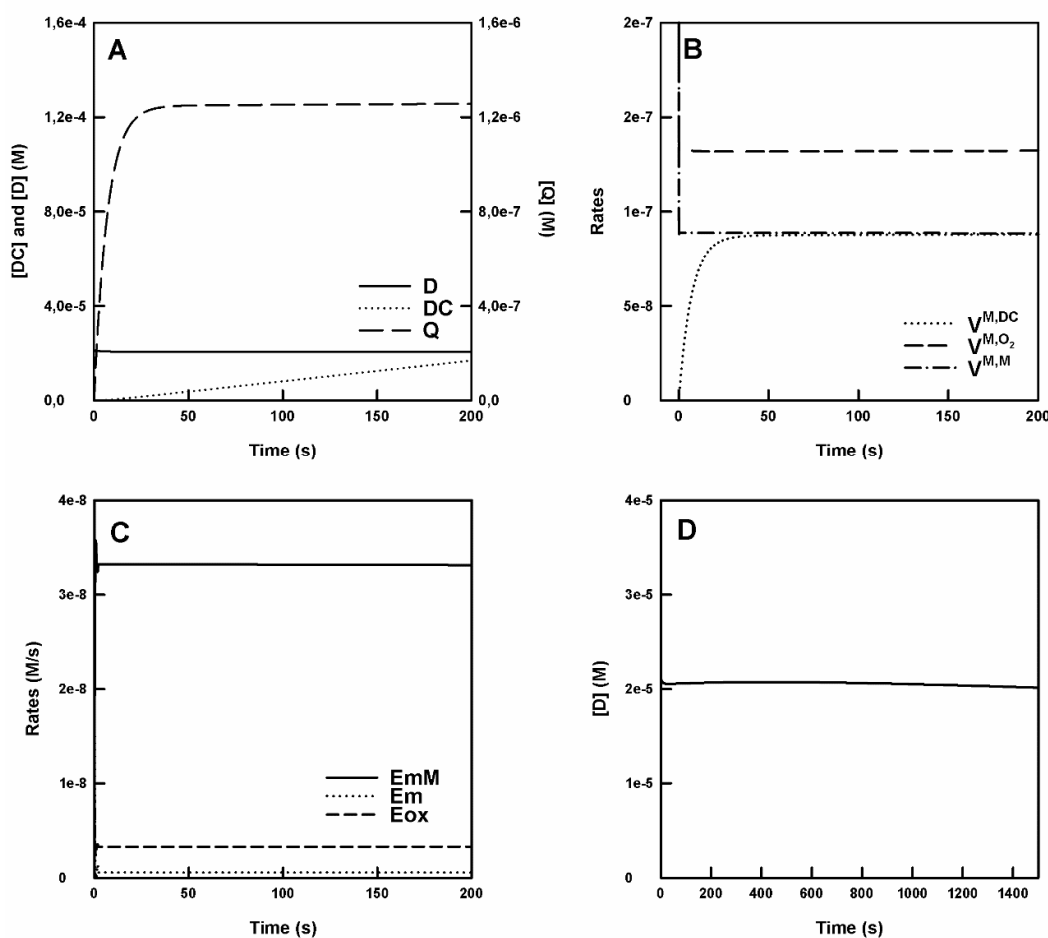 A
1,6e-4
1,2e-4
8,0e-5
4,0e-5
0,0
[DC] and [D] (M)
1,6e-6
1,2e-6
8,0e-7
4,0e-7
0,0
[Q] (M)
D
DC
Q
0 50 100 150 200
Time (s)
B
2e-7
2e-7
1e-7
5e-8
0
Rates
V^M,DC
V^M,O₂
V^M,M
0 50 100 150 200
Time (s)
C
4e-8
3e-8
2e-8
1e-8
0
Rates (M/s)
EmM
Em
Eox
0 50 100 150 200
Time (s)
D
4e-5
3e-5
2e-5
1e-5
0
[D] (M)
0 200 400 600 800 1000 1200 1400
Time (s)